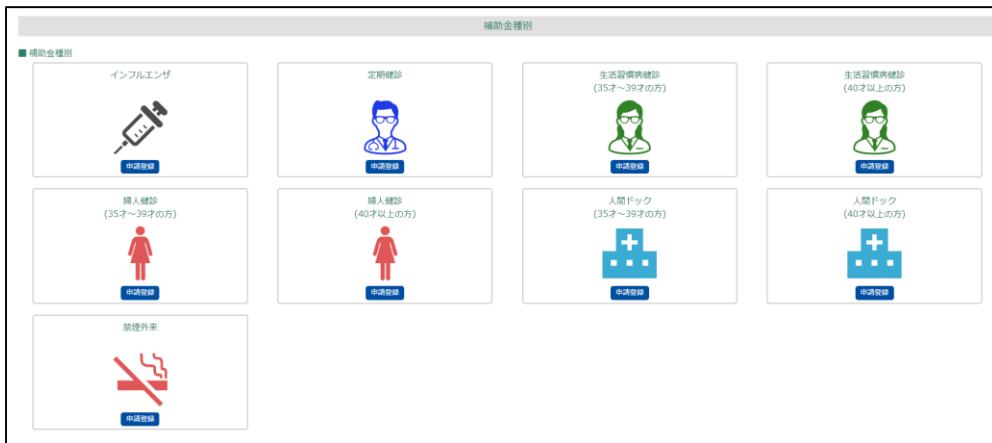 補助金種別
■ 補助金種別
インフルエンザ
申請登録
定期健診
申請登録
生活習慣病健診
(35才～39才の方)
申請登録
生活習慣病健診
(40才以上の方)
申請登録
婦人健診
(35才～39才の方)
申請登録
婦人健診
(40才以上の方)
申請登録
人間ドック
(35才～39才の方)
申請登録
人間ドック
(40才以上の方)
申請登録
禁煙外来
申請登録